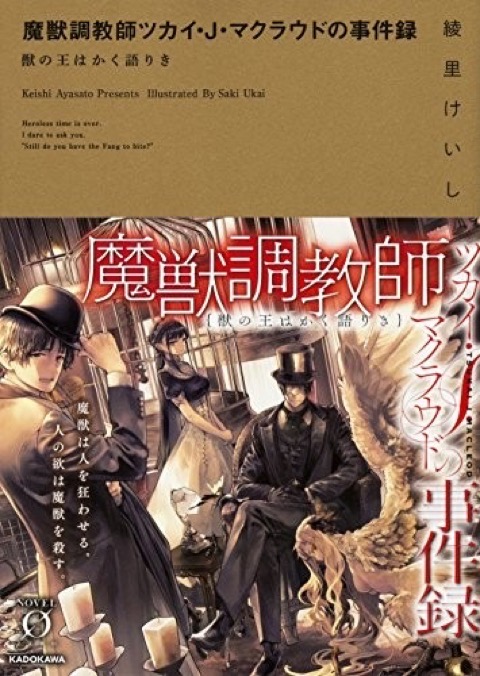 魔獣調教師ツカイ・J・マクラウドの事件録
獣の王はかく語りき
Keishi Ayasato Presents Illustrated By Saki Ukai
Harmless time is over.
I dare to ask you.
"Still do you have the Fang to bite?"
綾里けいし
魔獣調教師
ツカイ・J・
マクラウドの
事件録
{獣の王はかく語りき}
魔獣は人を狂わせる。
人の欲は魔獣を殺す。
NOVEL
0
KADOKAWA